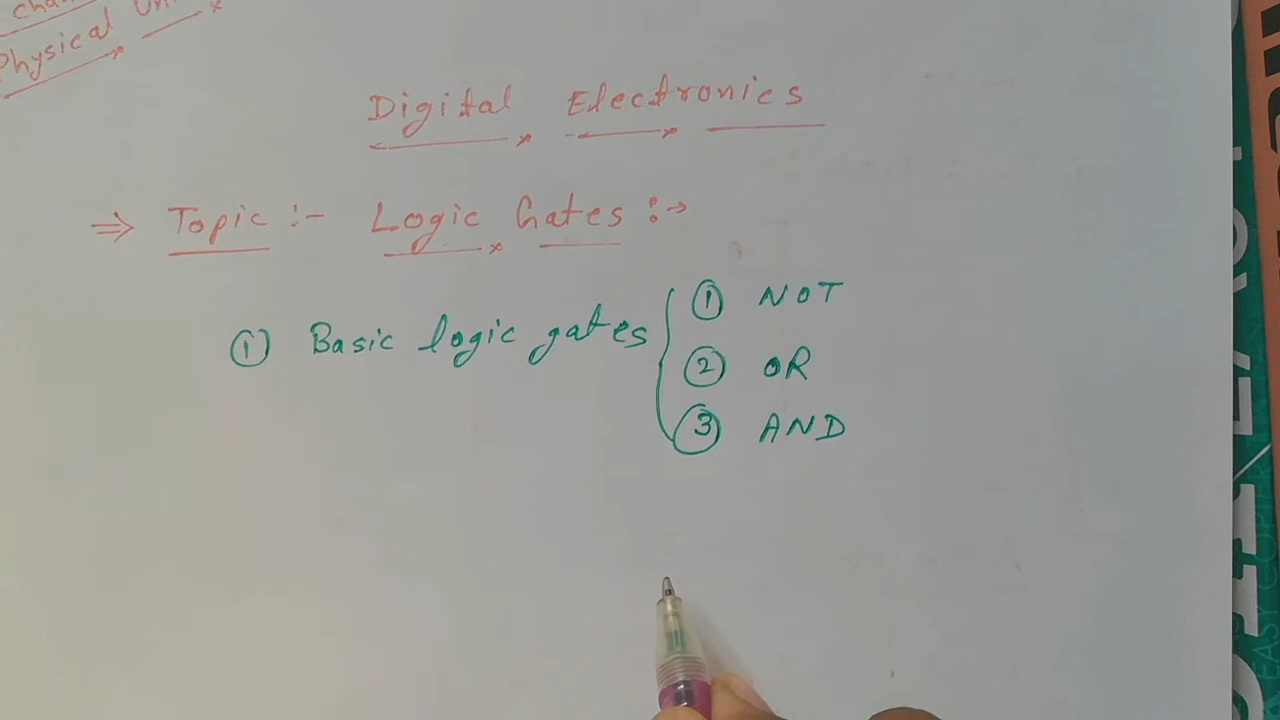 Physical
Digital Electronics
⇒ Topic :- Logic Gates :→
① Basic logic gates
① NOT
② OR
③ AND